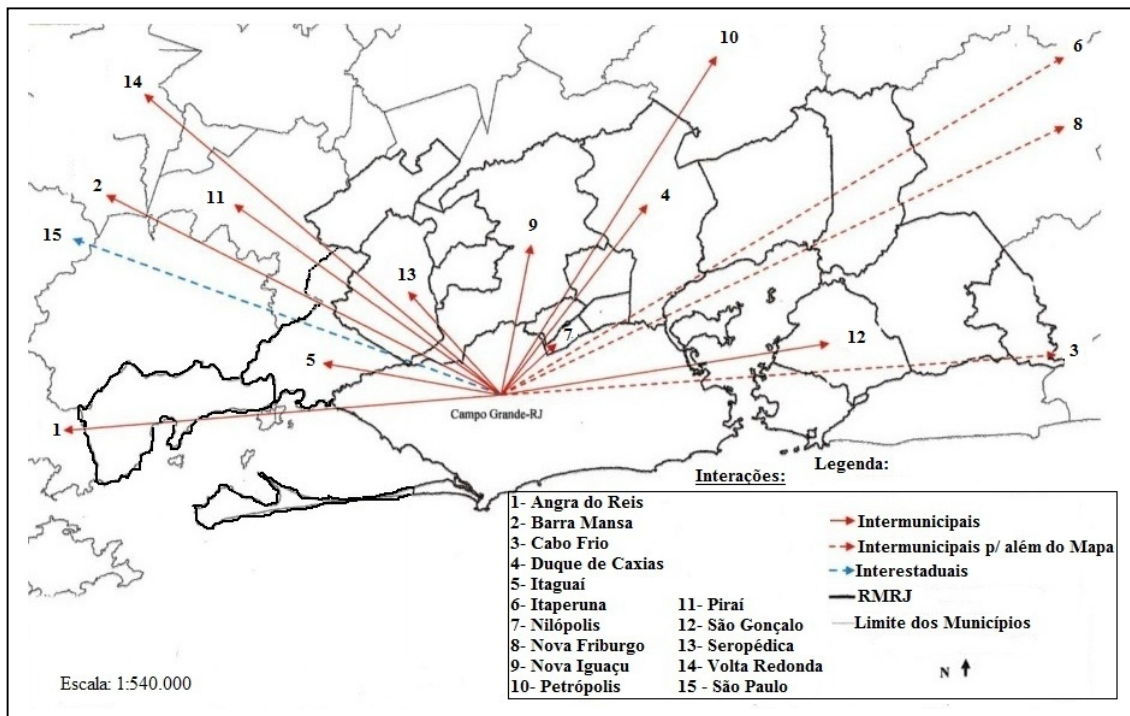 10
6
14
8
2
11
4
15
9
13
7
12
5
3
Campo Grande-RJ
1
Interações:
Legenda:
1- Angra do Reis
2- Barra Mansa
3- Cabo Frio
4- Duque de Caxias
5- Itaguaí
6- Itaperuna
7- Nilópolis
8- Nova Friburgo
9- Nova Iguaçu
10- Petrópolis
11- Piraí
12- São Gonçalo
13- Seropédica
14- Volta Redonda
15 - São Paulo
Intermunicipais
Intermunicipais p/ além do Mapa
Interestaduais
RMRJ
Limite dos Municípios
N
Escala: 1:540.000